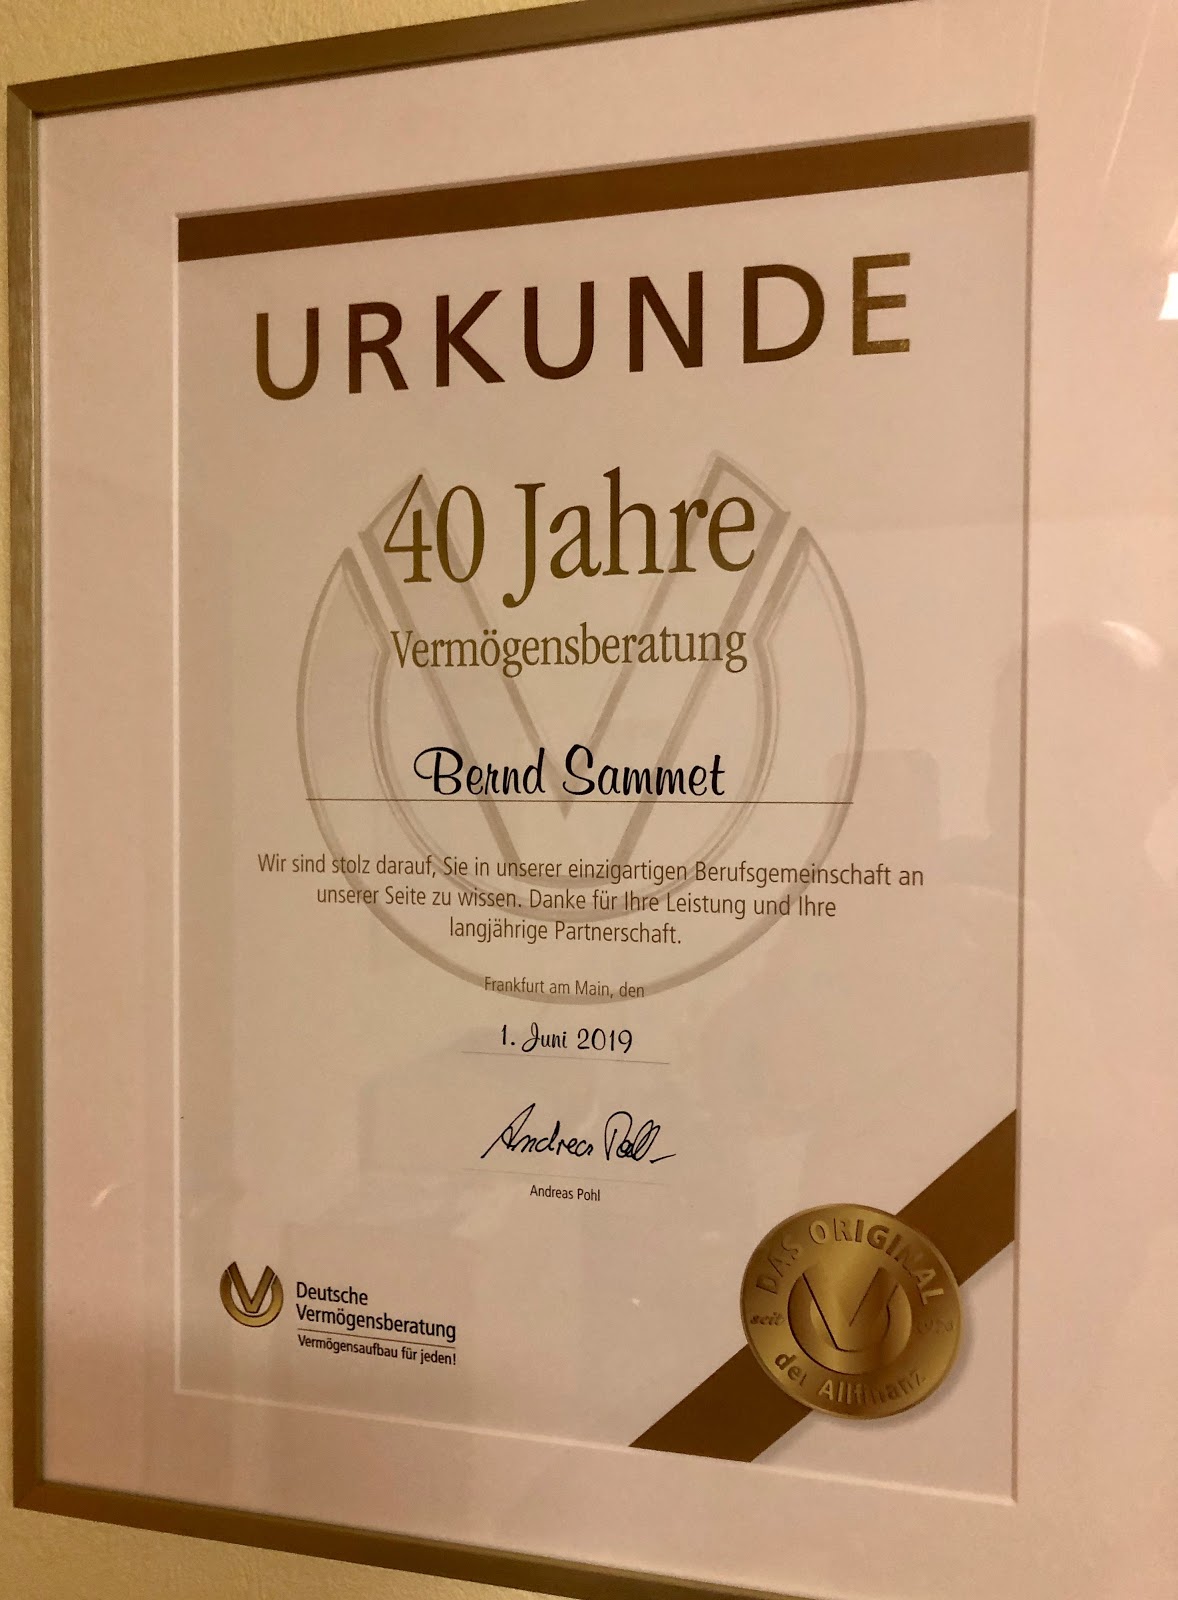 URKUNDE
40 Jahre
Vermögensberatung
Bernd Sammet
Wir sind stolz darauf, Sie in unserer einzigartigen Berufsgemeinschaft an
unserer Seite zu wissen. Danke für Ihre Leistung und Ihre
langjährige Partnerschaft.
Frankfurt am Main, den
1. Juni 2019
Andreas Pohl
Andreas Pohl
Deutsche
Vermögensberatung
Vermögensaufbau für jeden!
DAS ORIGINAL
seit
der Allfinanz